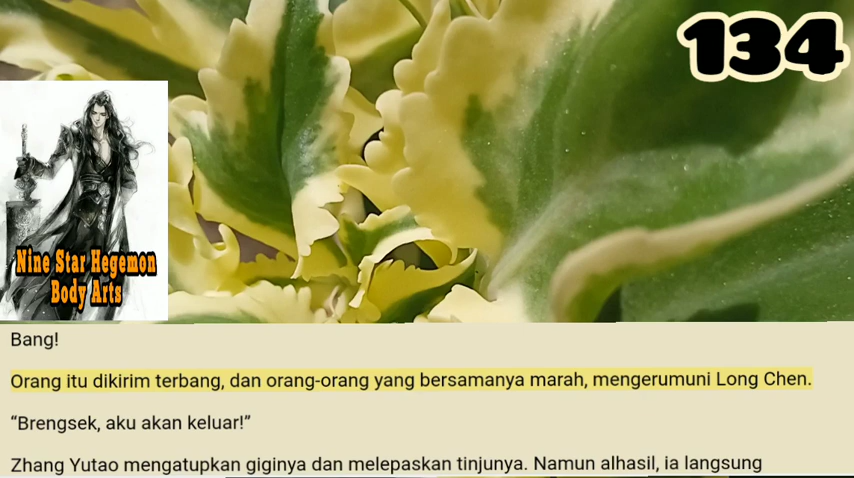 134
Nine Star Hegemon
Body Arts
Bang!
Orang itu dikirim terbang, dan orang-orang yang bersamanya marah, mengerumuni Long Chen.
“Brengsek, aku akan keluar!”
Zhang Yutao mengatupkan giginya dan melepaskan tinjunya. Namun alhasil, ia langsung